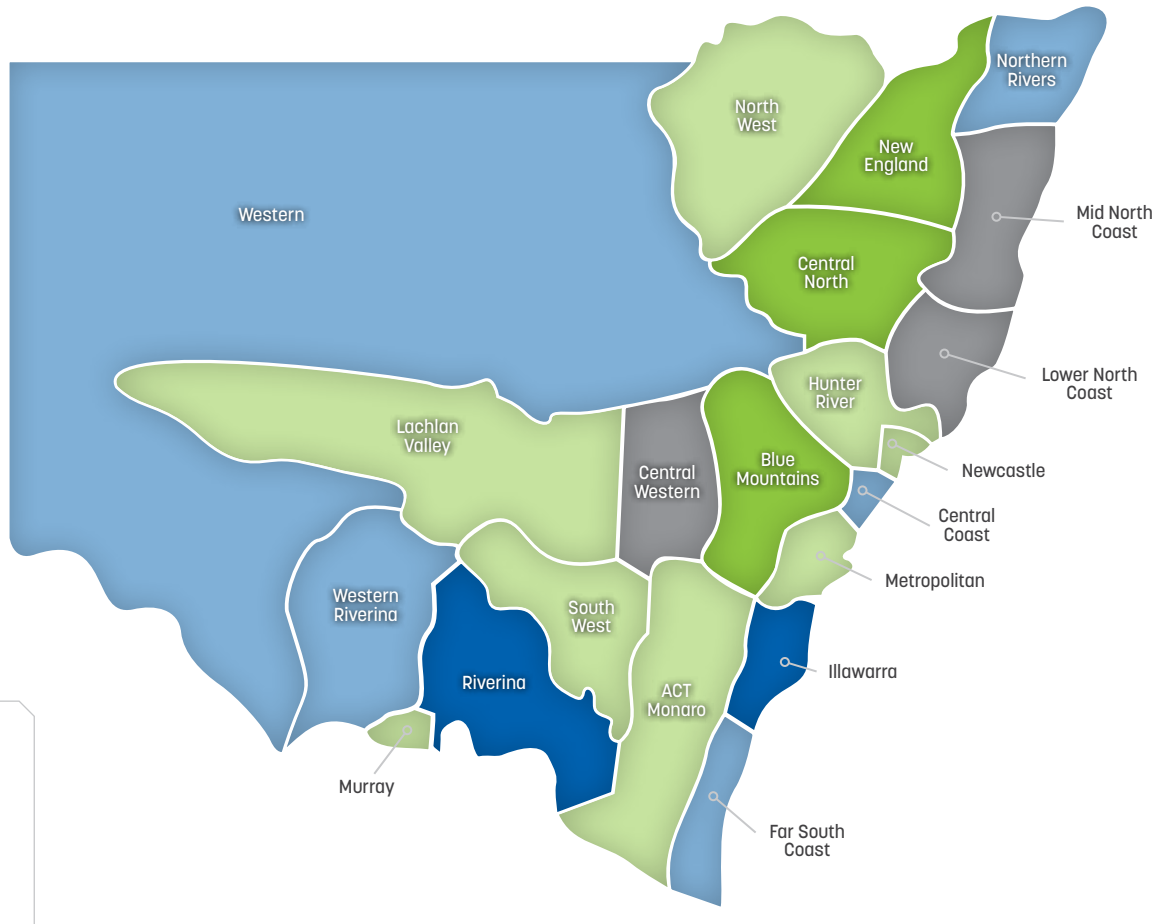 Northern
Rivers
North
West
New
England
Western
Mid North
Coast
Central
North
Lower North
Coast
Hunter
River
Lachlan
Valley
Blue
Mountains
Central
Western
Newcastle
Central
Coast
Metropolitan
Western
Riverina
South
West
Illawarra
Riverina
ACT
Monaro
Murray
Far South
Coast